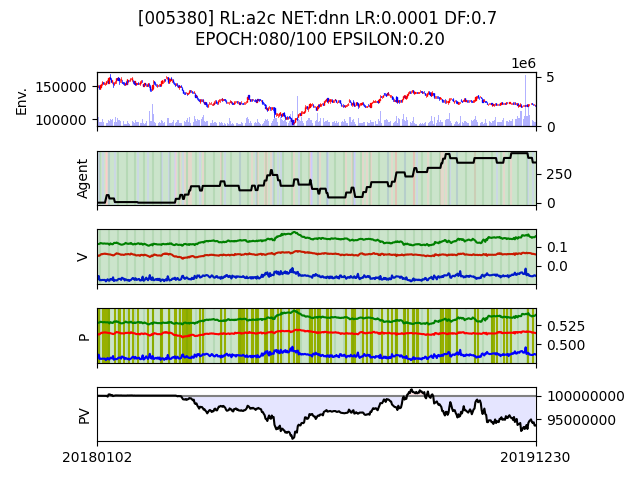 [005380] RL:a2c NET:dnn LR:0.0001 DF:0.7
EPOCH:080/100 EPSILON:0.20
1e6
Env.
150000
100000
5
0
Agent
250
0
V
0.1
0.0
P
0.525
0.500
PV
100000000
95000000
20180102
20191230